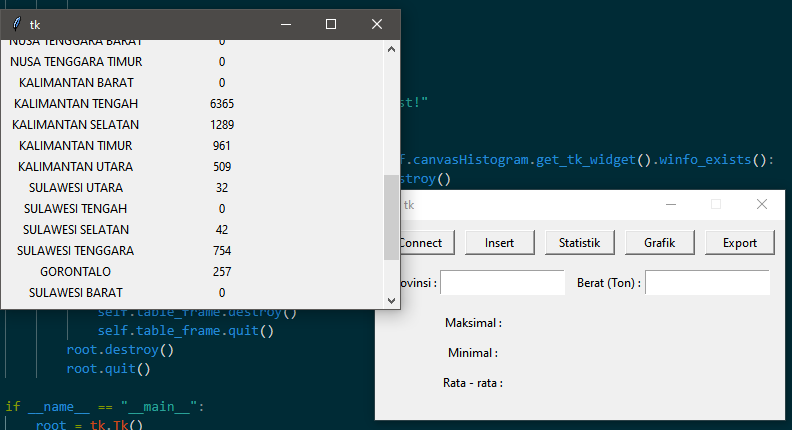 tk
NUSA TENGGARA BARAT 0
NUSA TENGGARA TIMUR 0
KALIMANTAN BARAT 0
KALIMANTAN TENGAH 6365
KALIMANTAN SELATAN 1289
KALIMANTAN TIMUR 961
KALIMANTAN UTARA 509
SULAWESI UTARA 32
SULAWESI TENGAH 0
SULAWESI SELATAN 42
SULAWESI TENGGARA 754
GORONTALO 257
SULAWESI BARAT 0
st!"
f.canvasHistogram.get_tk_widget().winfo_exists():
stroy()
tk
Connect Insert Statistik Grafik Export
ovinsi : Berat (Ton) :
Maksimal :
Minimal :
Rata - rata :
self.table_frame.destroy()
self.table_frame.quit()
root.destroy()
root.quit()
if __name__ == "__main__":
root = tk.Tk()